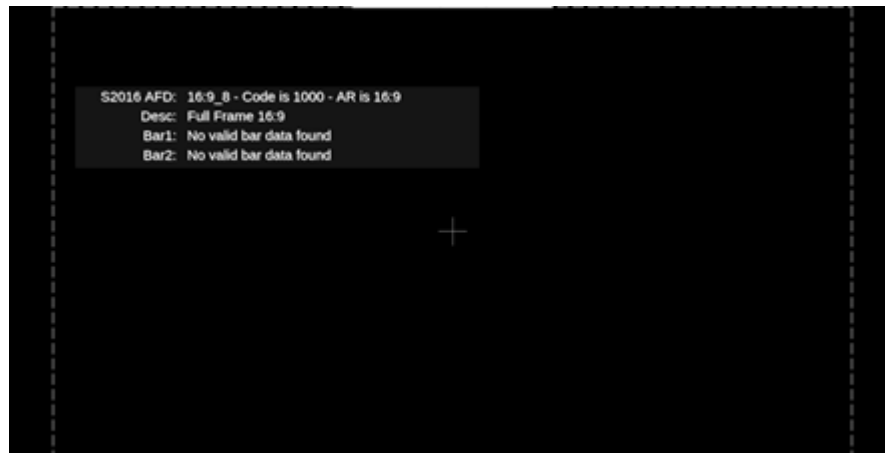 S2016 AFD: 16:9_8 - Code is 1000 - AR is 16:9
Desc: Full Frame 16:9
Bar1: No valid bar data found
Bar2: No valid bar data found